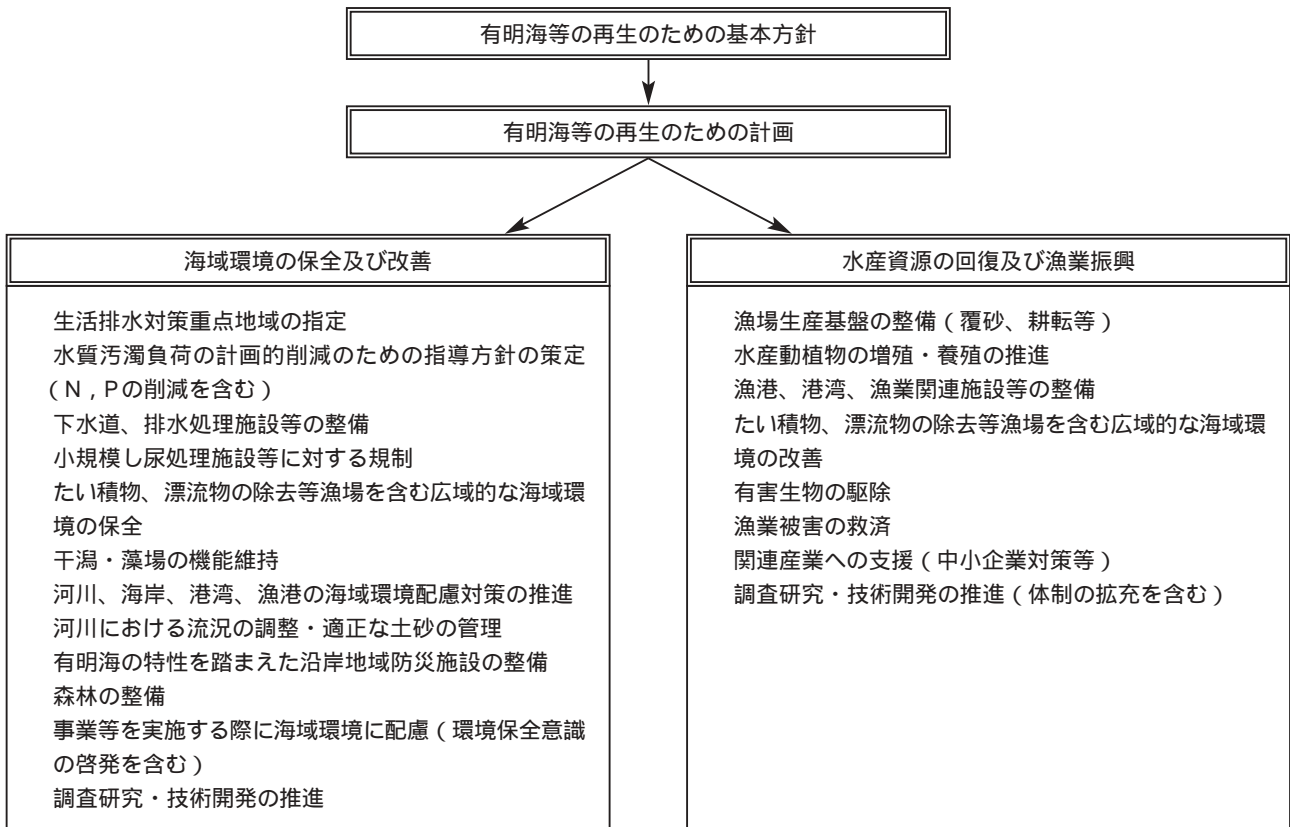 有明海等の再生のための基本方針
有明海等の再生のための計画
海域環境の保全及び改善
生活排水対策重点地域の指定
水質汚濁負荷の計画的削減のための指導方針の策定
（Ｎ，Ｐの削減を含む）
下水道、排水処理施設等の整備
小規模し尿処理施設等に対する規制
たい積物、漂流物の除去等漁場を含む広域的な海域環
境の保全
干潟・藻場の機能維持
河川、海岸、港湾、漁港の海域環境配慮対策の推進
河川における流況の調整・適正な土砂の管理
有明海の特性を踏まえた沿岸地域防災施設の整備
森林の整備
事業等を実施する際に海域環境に配慮（環境保全意識
の啓発を含む）
調査研究・技術開発の推進
水産資源の回復及び漁業振興
漁場生産基盤の整備（覆砂、耕転等）
水産動植物の増殖・養殖の推進
漁港、港湾、漁業関連施設等の整備
たい積物、漂流物の除去等漁場を含む広域的な海域環
境の改善
有害生物の駆除
漁業被害の救済
関連産業への支援（中小企業対策等）
調査研究・技術開発の推進（体制の拡充を含む）